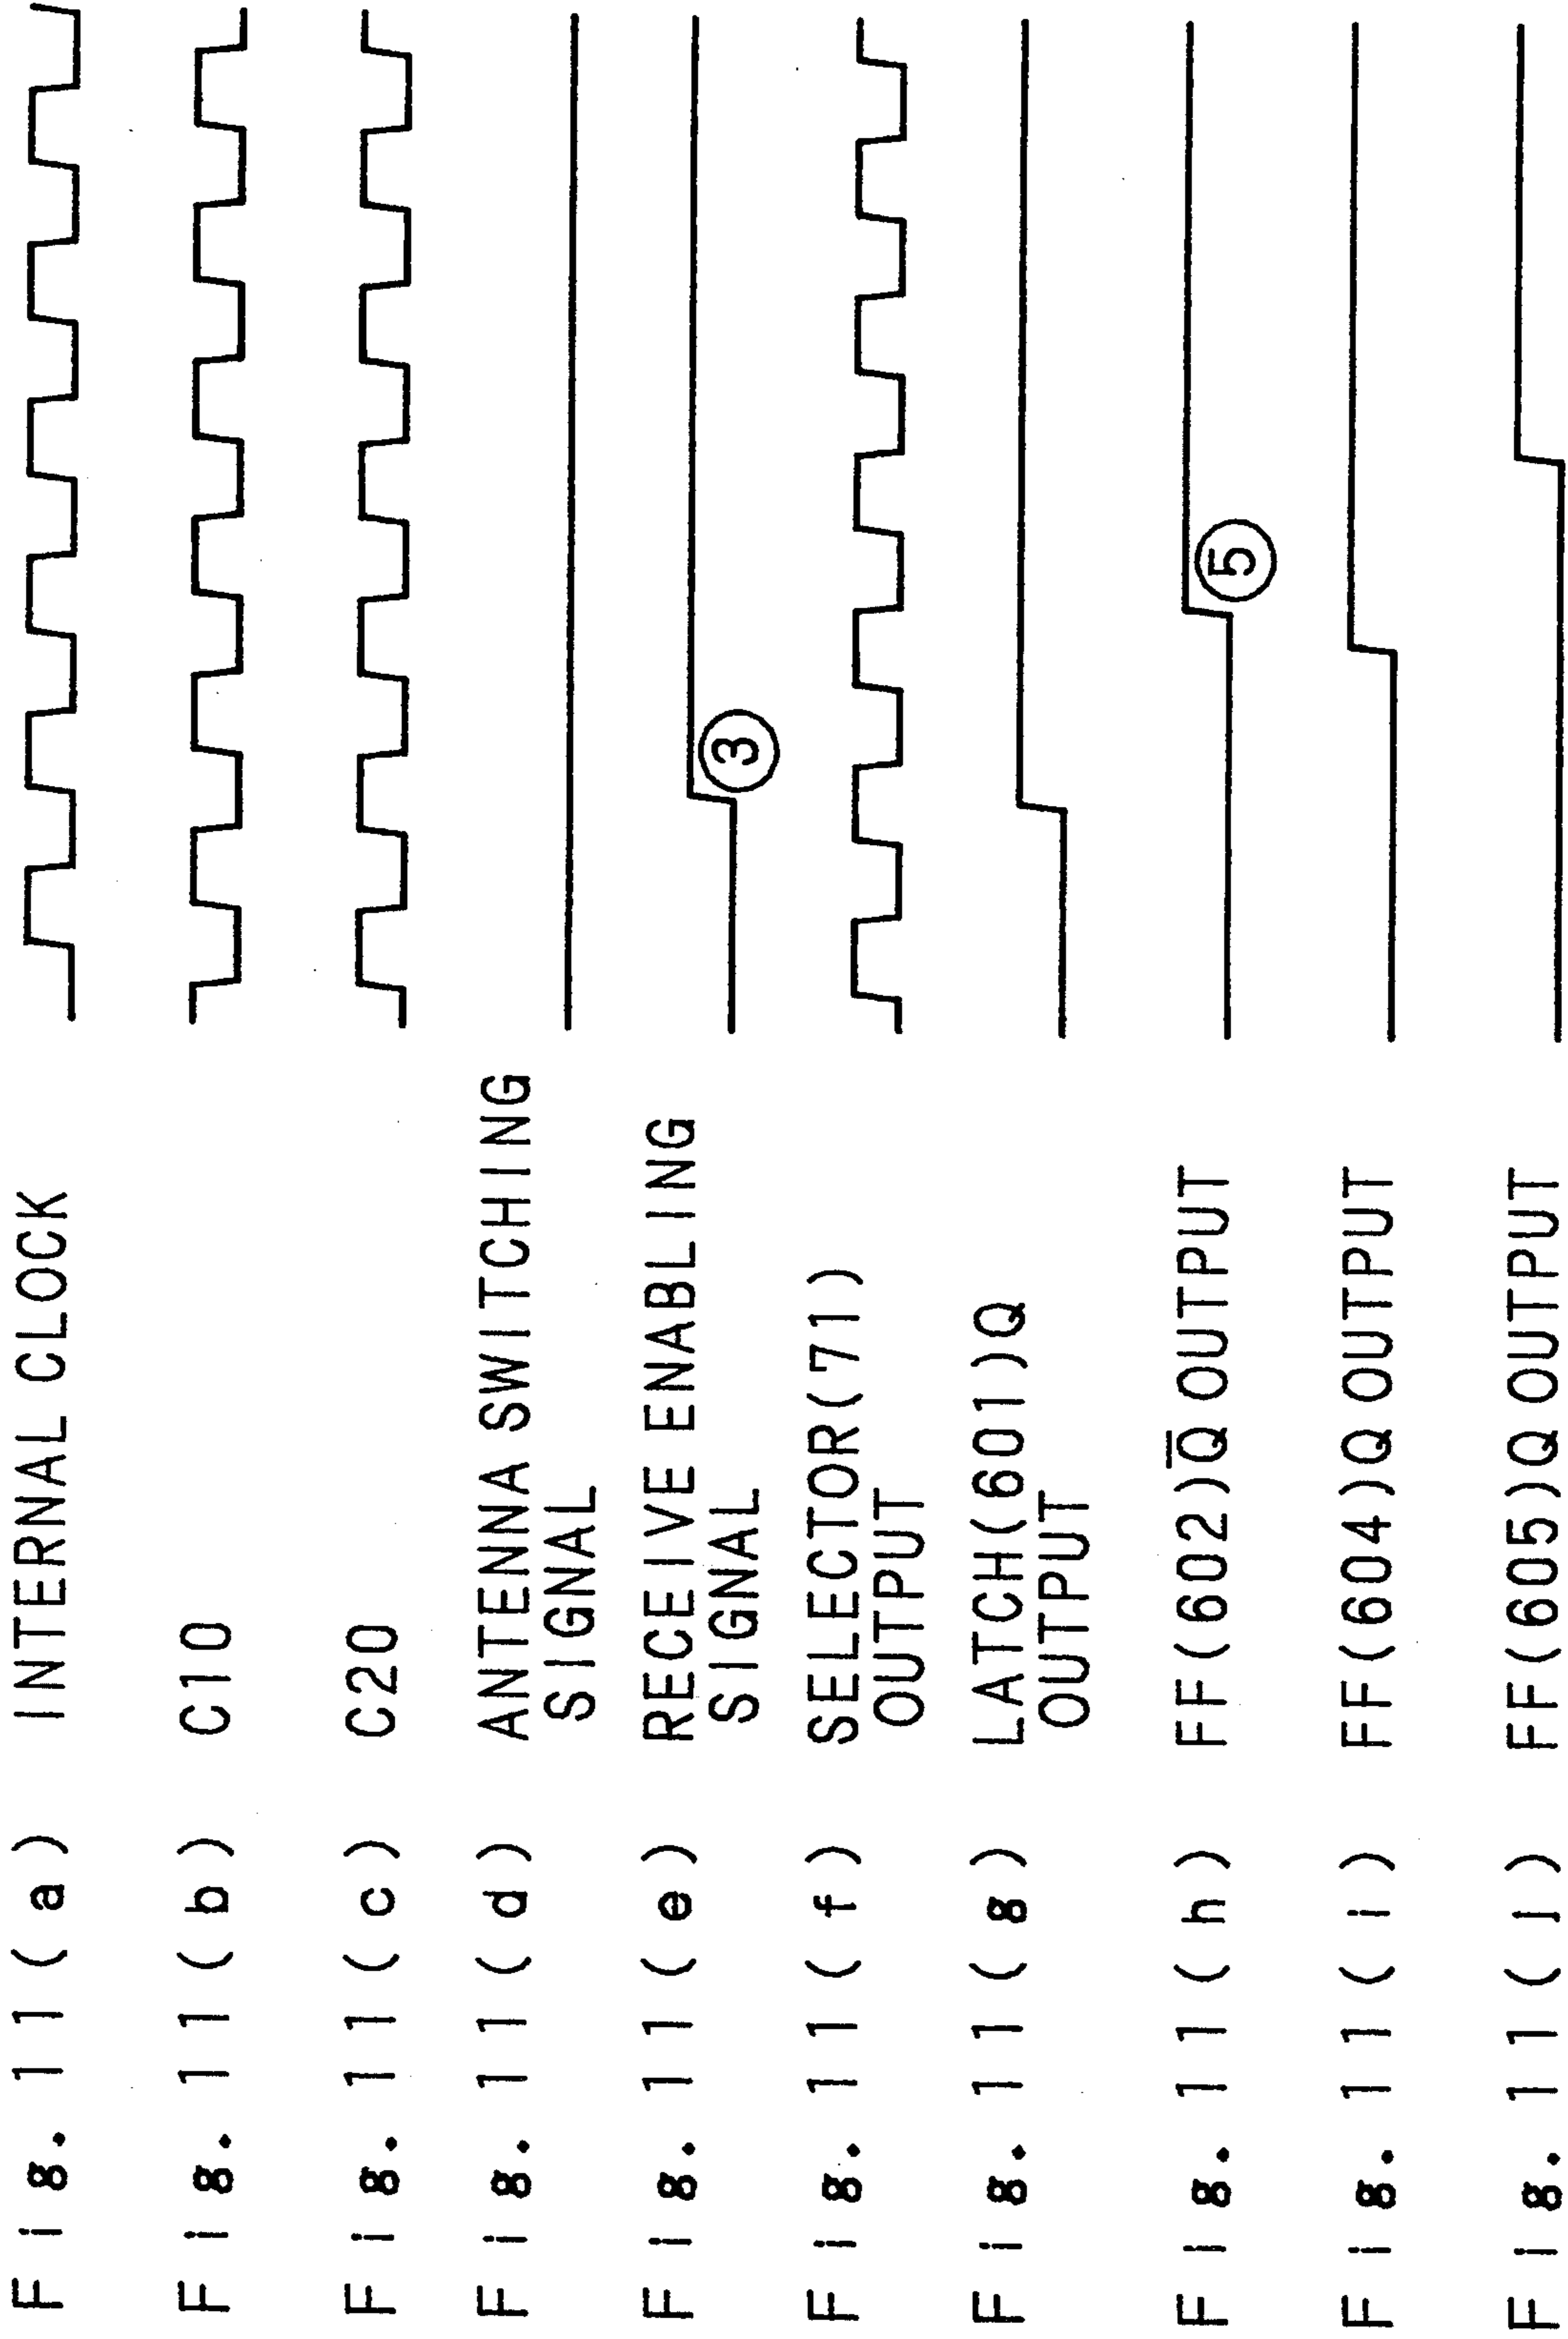 Fig. 11(a) INTERNAL CLOCK
Fig. 11(b) C10
Fig. 11(c) C20
Fig. 11(d) ANTENNA SWITCHING
SIGNAL
Fig. 11(e) RECEIVE ENABLING
SIGNAL
③
Fig. 11(f) SELECTOR(71)
OUTPUT
Fig. 11(g) LATCH(601)Q
OUTPUT
Fig. 11(h) FF(602)Q̅ OUTPUT
⑤
Fig. 11(i) FF(604)Q OUTPUT
Fig. 11(j) FF(605)Q OUTPUT